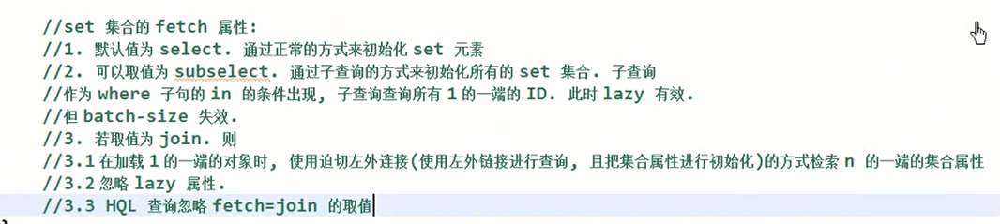 //set 集合的 fetch 属性:
//1. 默认值为 select. 通过正常的方式来初始化 set 元素
//2. 可以取值为 subselect. 通过子查询的方式来初始化所有的 set 集合. 子查询
//作为 where 子句的 in 的条件出现, 子查询查询所有 1 的一端的 ID. 此时 lazy 有效.
//但 batch-size 失效.
//3. 若取值为 join. 则
//3.1 在加载 1 的一端的对象时, 使用迫切左外连接(使用左外链接进行查询, 且把集合属性进行初始化)的方式检索 n 的一端的集合属性
//3.2 忽略 lazy 属性.
//3.3 HQL 查询忽略 fetch=join 的取值